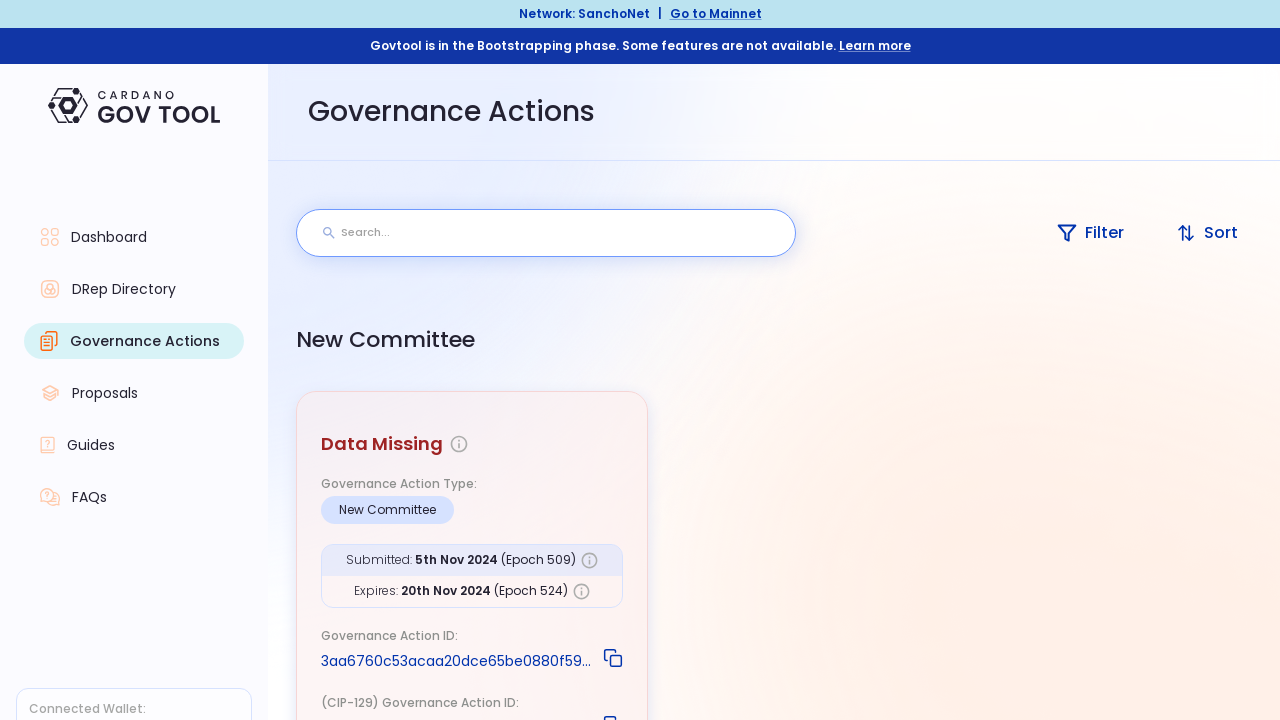 Network: SanchoNet | Go to Mainnet
Govtool is in the Bootstrapping phase. Some features are not available. Learn more
CARDANO
GOV TOOL
Dashboard
DRep Directory
Governance Actions
Proposals
Guides
FAQs
Connected Wallet:
Governance Actions
Search...
Filter
Sort
New Committee
Data Missing
Governance Action Type:
New Committee
Submitted: 5th Nov 2024 (Epoch 509)
Expires: 20th Nov 2024 (Epoch 524)
Governance Action ID:
3aa6760c53acaa20dce65be0880f59...
(CIP-129) Governance Action ID: